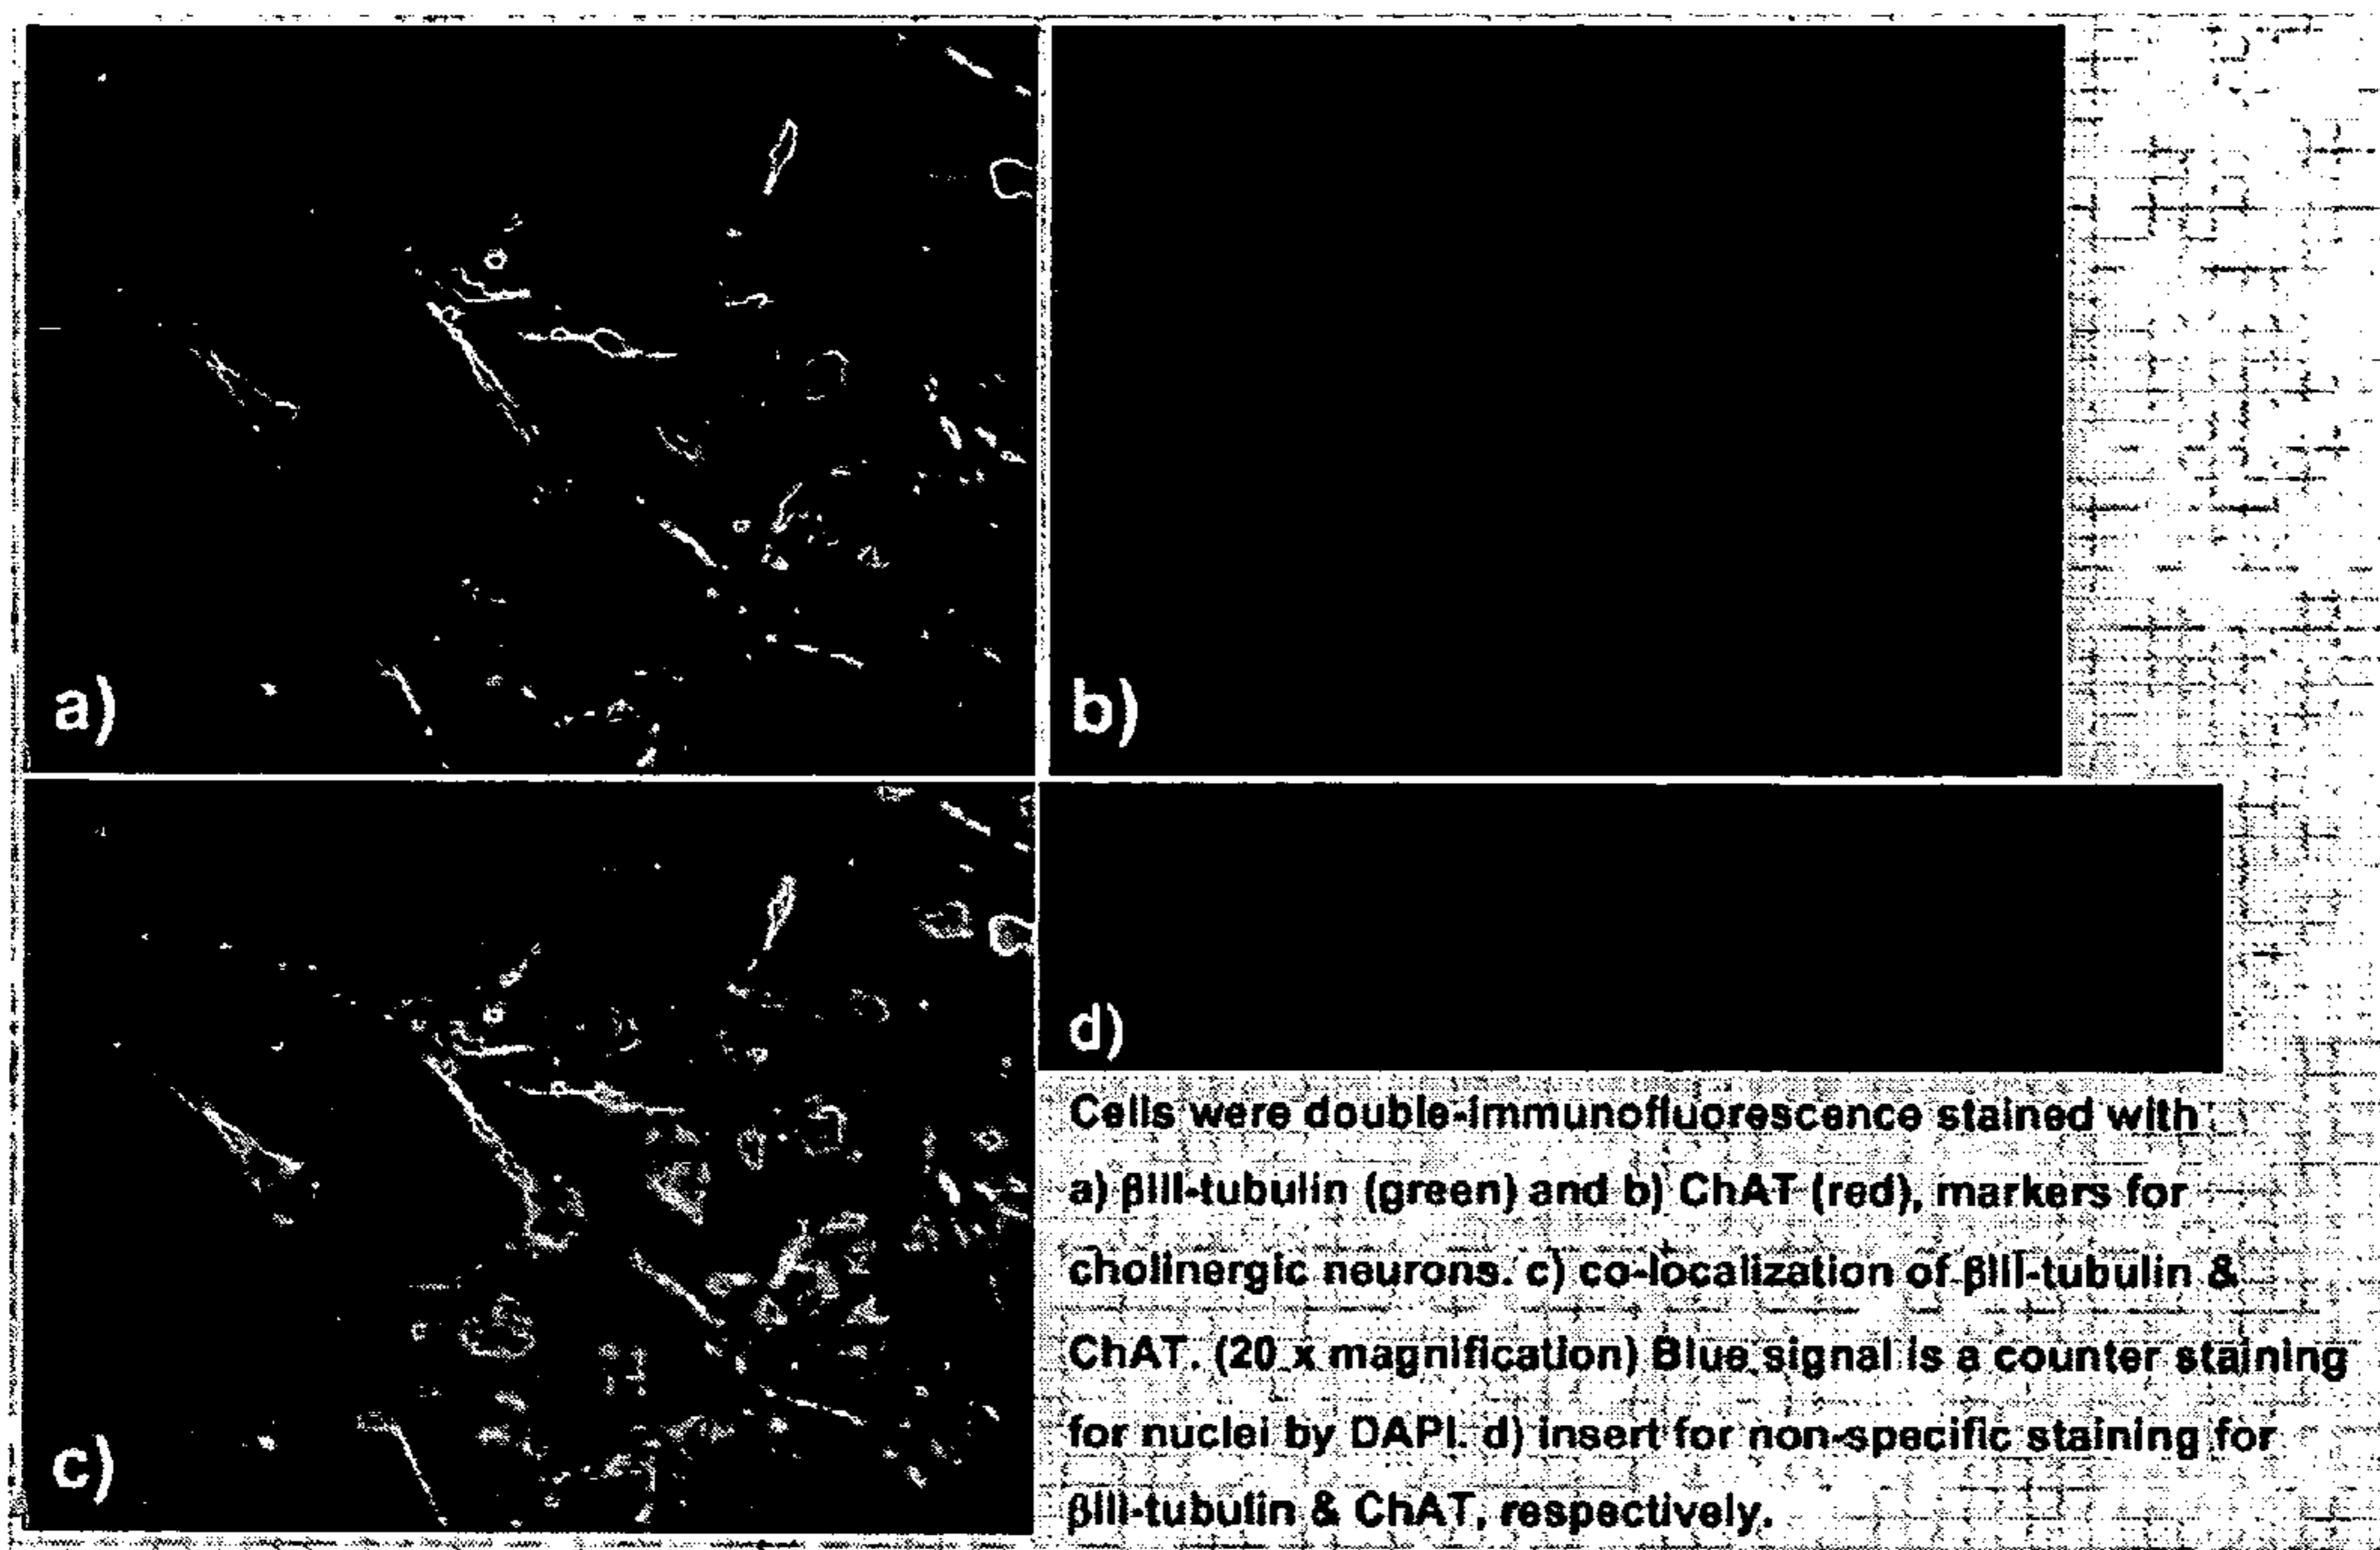 a)
b)
c)
d)
Cells were double-immunofluorescence stained with
a) βIII-tubulin (green) and b) ChAT (red), markers for
cholinergic neurons. c) co-localization of βIII-tubulin &
ChAT. (20 x magnification) Blue signal is a counter staining
for nuclei by DAPI. d) insert for non-specific staining for
βIII-tubulin & ChAT, respectively.